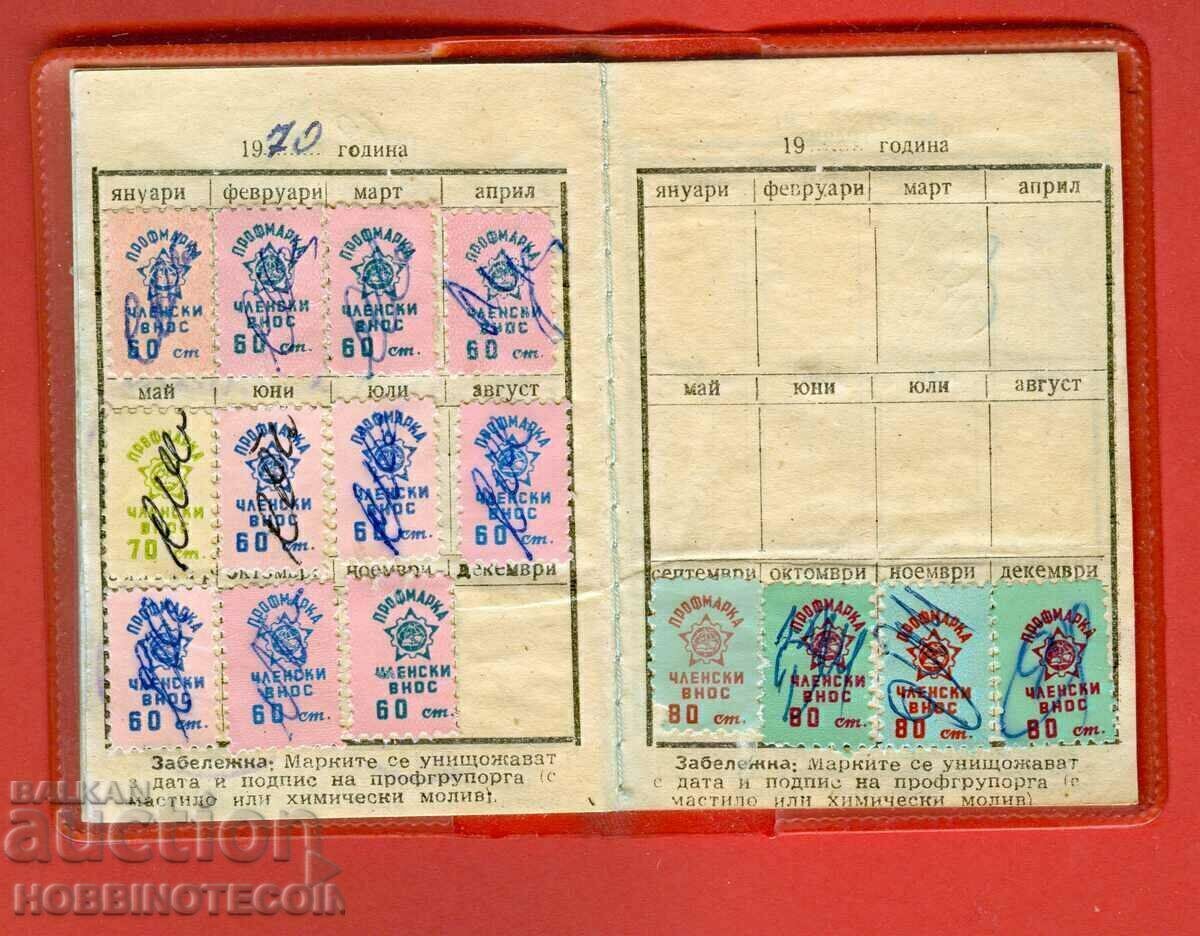 1970 година
януари февруари март април
ПРОФМАРКА ПРОФМАРКА ПРОФМАРКА ПРОФМАРКА
ЧЛЕНСКИ ЧЛЕНСКИ ЧЛЕНСКИ ЧЛЕНСКИ
ВНОС ВНОС ВНОС ВНОС
60 ст. 60 ст. 60 ст. 60 ст.
май юни юли август
ПРОФМАРКА ПРОФМАРКА ПРОФМАРКА ПРОФМАРКА
ЧЛЕНСКИ ЧЛЕНСКИ ЧЛЕНСКИ ЧЛЕНСКИ
ВНОС ВНОС ВНОС ВНОС
70 ст. 60 ст. 60 ст. 60 ст.
октомври ноември декември
ПРОФМАРКА ПРОФМАРКА ПРОФМАРКА
ЧЛЕНСКИ ЧЛЕНСКИ ЧЛЕНСКИ
ВНОС ВНОС ВНОС
60 ст. 60 ст. 60 ст.
Забележка: Марките се унищожават
с дата и подпис на профгрупорга (с
мастило или химически молив).
19 година
януари февруари март април
май юни юли август
септември октомври ноември декември
ПРОФМАРКА ПРОФМАРКА ПРОФМАРКА ПРОФМАРКА
ЧЛЕНСКИ ЧЛЕНСКИ ЧЛЕНСКИ ЧЛЕНСКИ
ВНОС ВНОС ВНОС ВНОС
80 ст. 80 ст. 80 ст. 80 ст.
Забележка: Марките се унищожават
с дата и подпис на профгрупорга (с
мастило или химически молив)
BALKAN
auction
HOBBINOTECOIN